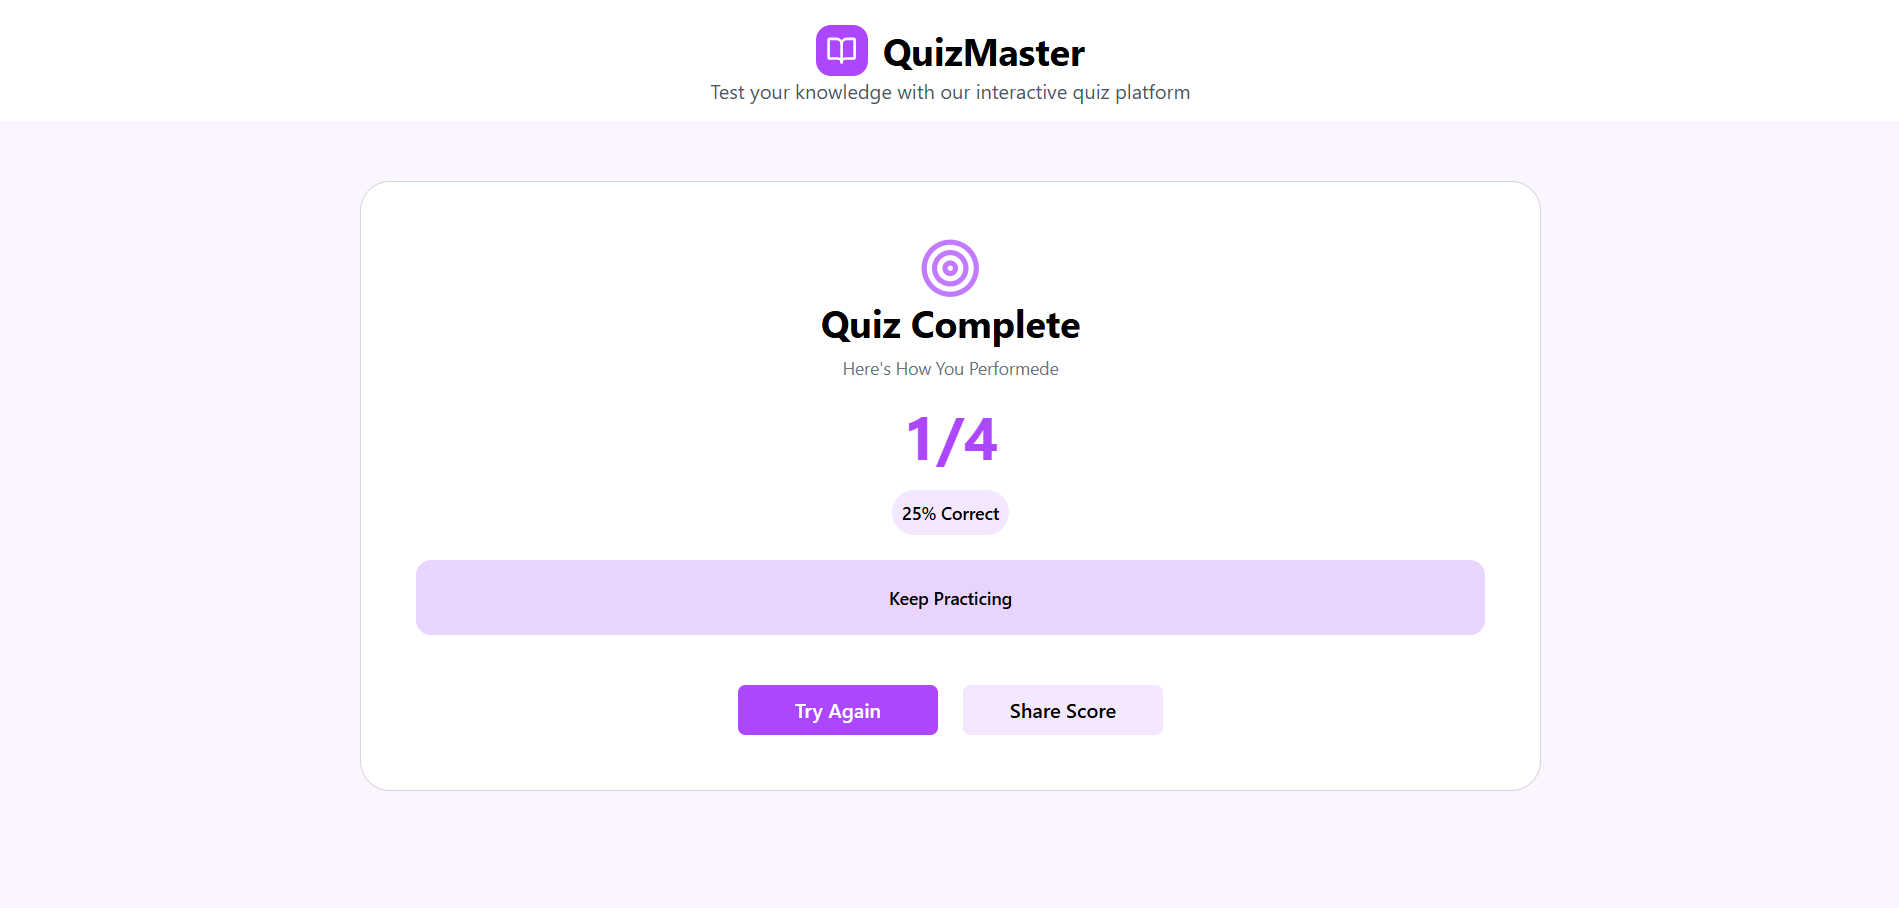 QuizMaster
Test your knowledge with our interactive quiz platform
Quiz Complete
Here's How You Performede
1/4
25% Correct
Keep Practicing
Try Again
Share Score